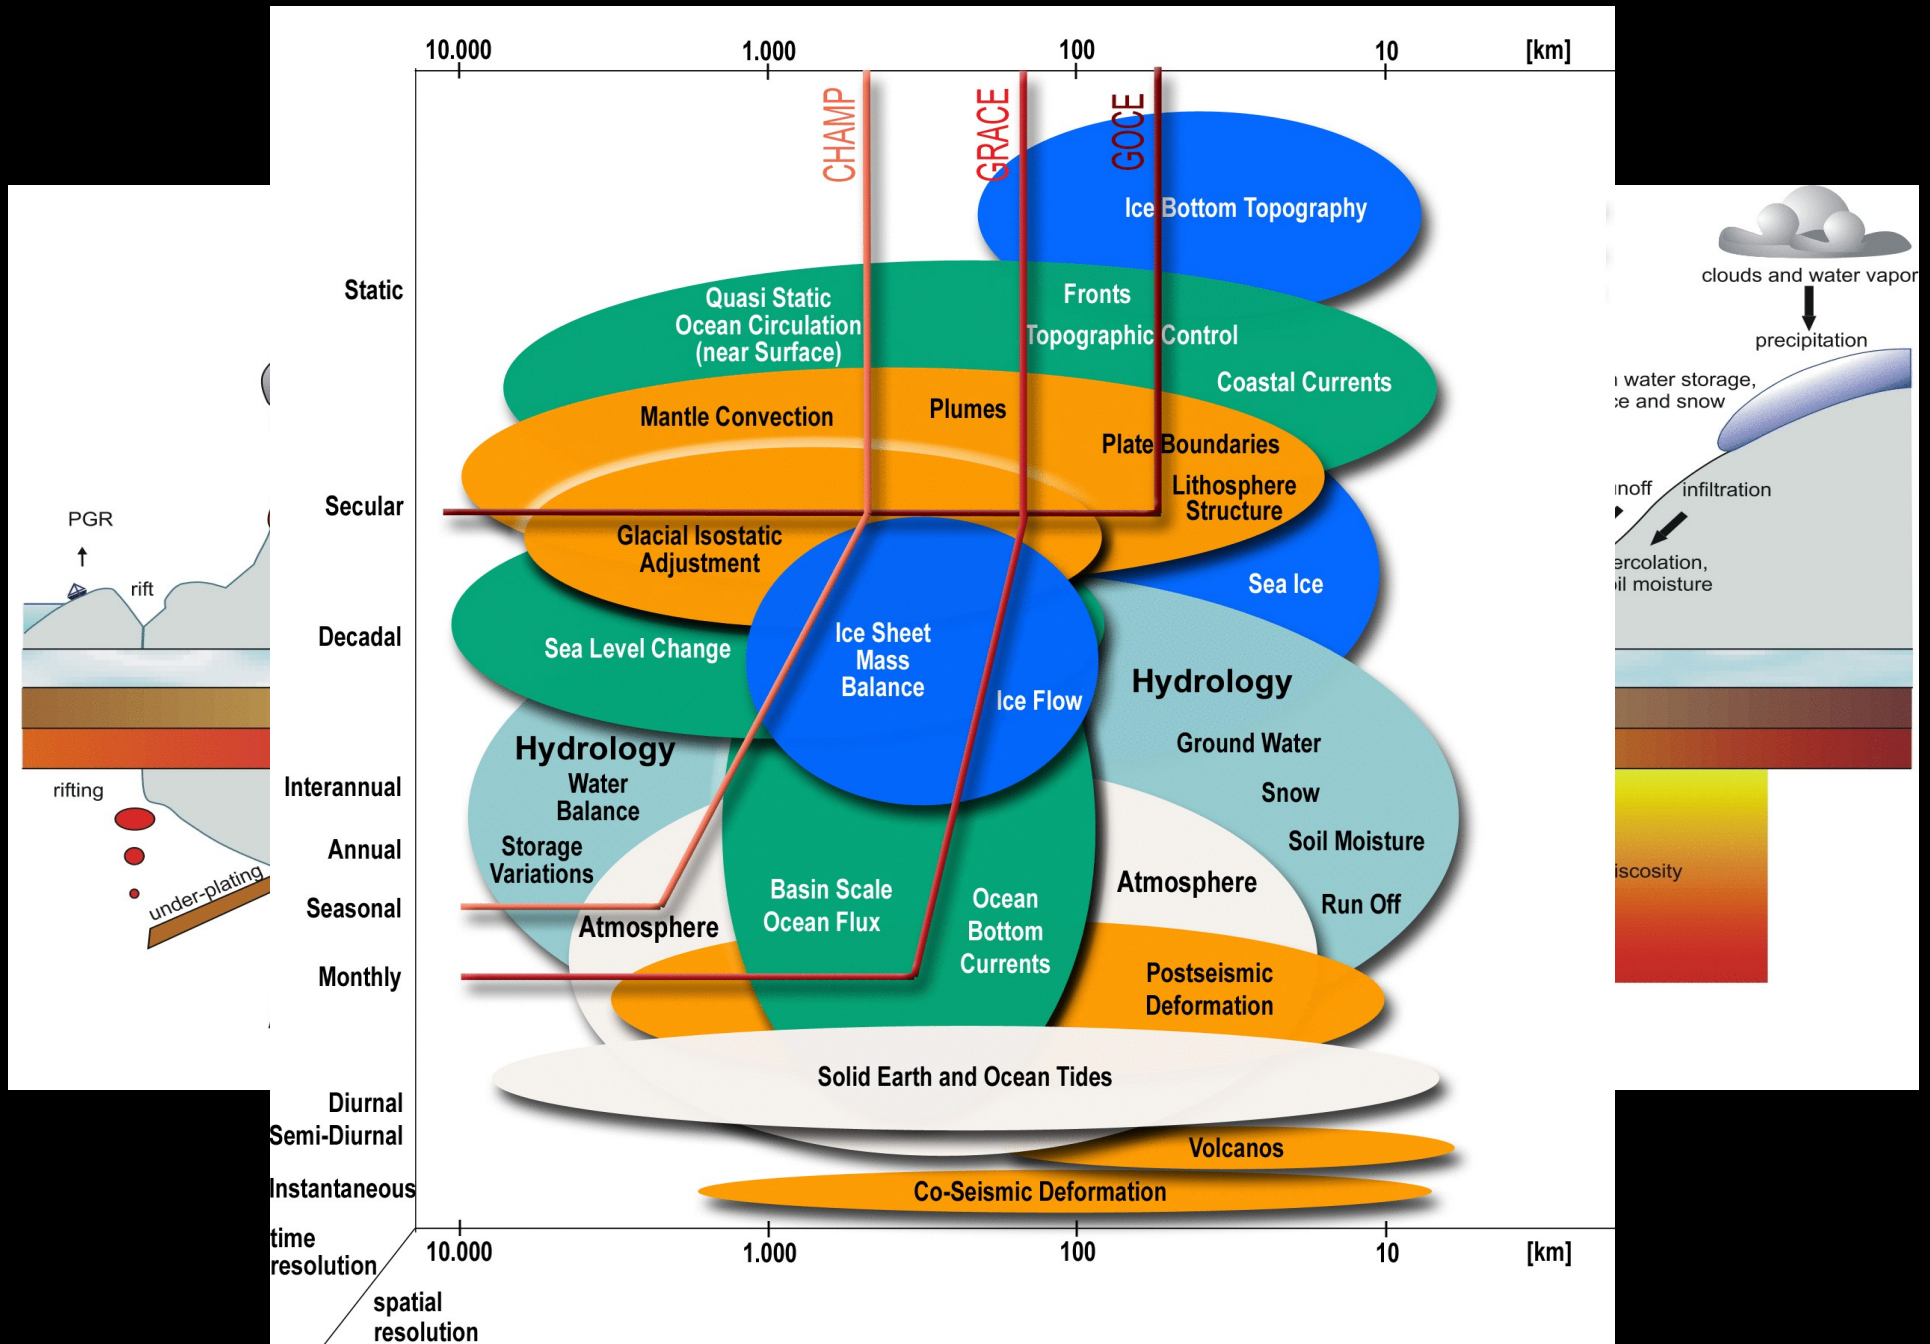 10.000
1.000
100
10
[km]
CHAMP
GRACE
GOCE
Ice Bottom Topography
Static
Quasi Static
Ocean Circulation
(near Surface)
Fronts
Topographic Control
Coastal Currents
Mantle Convection
Plumes
Plate Boundaries
Lithosphere
Structure
Secular
Glacial Isostatic
Adjustment
Sea Ice
Decadal
Sea Level Change
Ice Sheet
Mass
Balance
Ice Flow
Hydrology
Ground Water
Snow
Soil Moisture
Run Off
Hydrology
Water
Balance
Storage
Variations
Interannual
Annual
Seasonal
Monthly
Atmosphere
Basin Scale
Ocean Flux
Ocean
Bottom
Currents
Atmosphere
Postseismic
Deformation
Solid Earth and Ocean Tides
Diurnal
Semi-Diurnal
Volcanos
Instantaneous
Co-Seismic Deformation
time
resolution
10.000
1.000
100
10
[km]
spatial
resolution
PGR
rift
rifting
under-plating
clouds and water vapor
precipitation
water storage,
and snow
infiltration
moisture